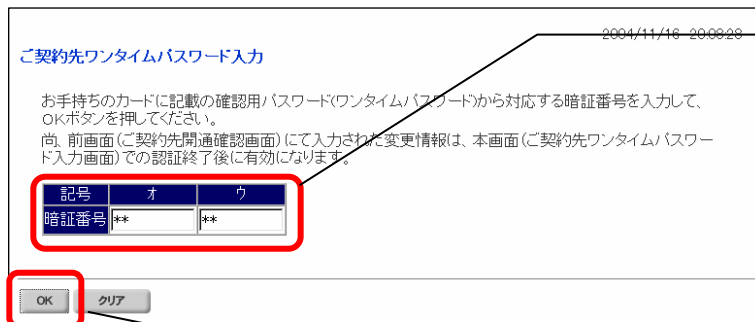 2004/11/16 20:08:28
ご契約先ワンタイムパスワード入力
お手持ちのカードに記載の確認用パスワード(ワンタイムパスワード)から対応する暗証番号を入力して、
OKボタンを押してください。
尚、前画面(ご契約先開通確認画面)にて入力された変更情報は、本画面(ご契約先ワンタイムパスワー
ド入力画面)での認証終了後に有効になります。
記号 オ ウ
暗証番号 ** **
OK クリア